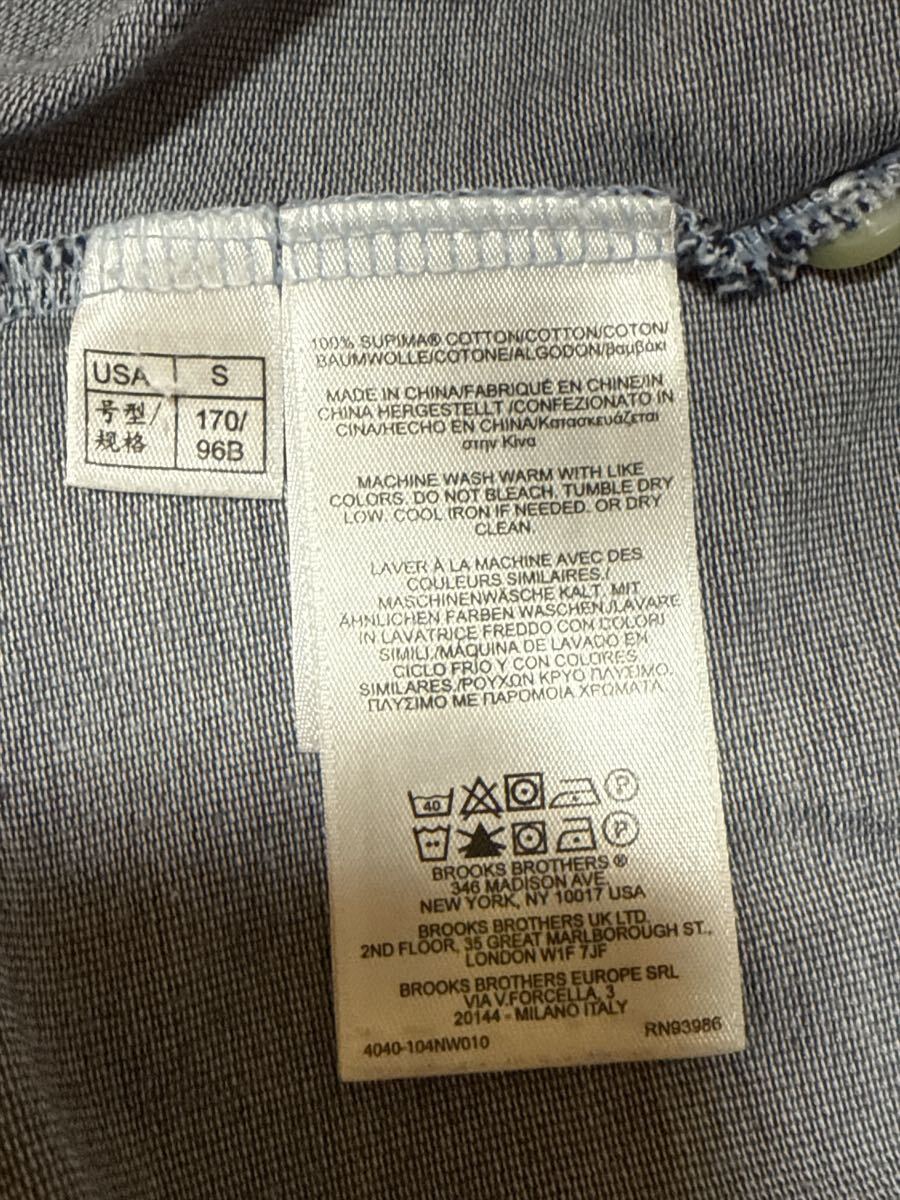 USA S
号型/ 170/
规格 96B
100% SUPIMA® COTTON/COTTON/COTON/
BAUMWOLLE/COTONE/ALGODON/Βαμβάκι
MADE IN CHINA/FABRIQUÉ EN CHINE/IN
CHINA HERGESTELLT /CONFEZIONATO IN
CINA/HECHO EN CHINA/Κατασκευάζεται
στην Κίνα
MACHINE WASH WARM WITH LIKE
COLORS. DO NOT BLEACH. TUMBLE DRY
LOW. COOL IRON IF NEEDED. OR DRY
CLEAN.
LAVER À LA MACHINE AVEC DES
COULEURS SIMILAIRES./
MASCHINENWÄSCHE KALT. MIT
ÄHNLICHEN FARBEN WASCHEN./LAVARE
IN LAVATRICE FREDDO CON COLORI
SIMILI./MÁQUINA DE LAVADO EN
CICLO FRÍO Y CON COLORES
SIMILARES./ΡΟΥΧΩΝ ΚΡΥΟ ΠΛΥΣΙΜΟ.
ΠΛΥΣΙΜΟ ΜΕ ΠΑΡΟΜΟΙΑ ΧΡΩΜΑΤΑ.
40 P
P
BROOKS BROTHERS ®
346 MADISON AVE.
NEW YORK, NY 10017 USA
BROOKS BROTHERS UK LTD.
2ND FLOOR, 35 GREAT MARLBOROUGH ST.,
LONDON W1F 7JF
BROOKS BROTHERS EUROPE SRL
VIA V.FORCELLA, 3
20144 - MILANO ITALY
4040-104NW010 RN93986